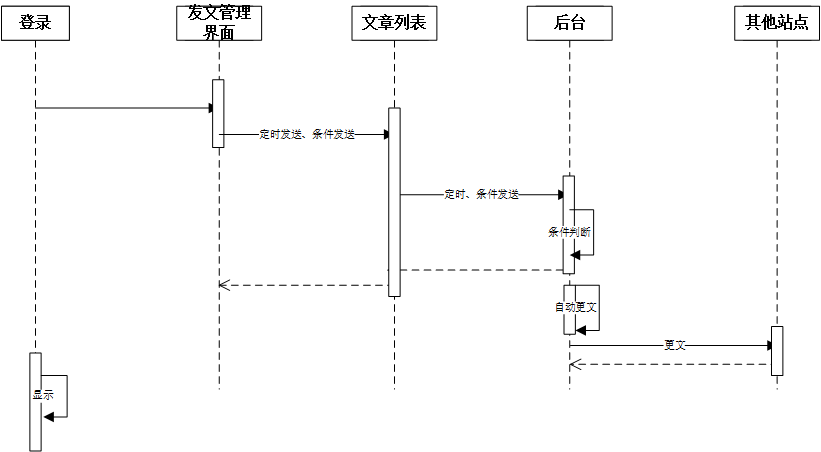 登录
发文管理
界面
文章列表
后台
其他站点
定时发送、条件发送
定时、条件发送
条件判断
自动更文
更文
显示